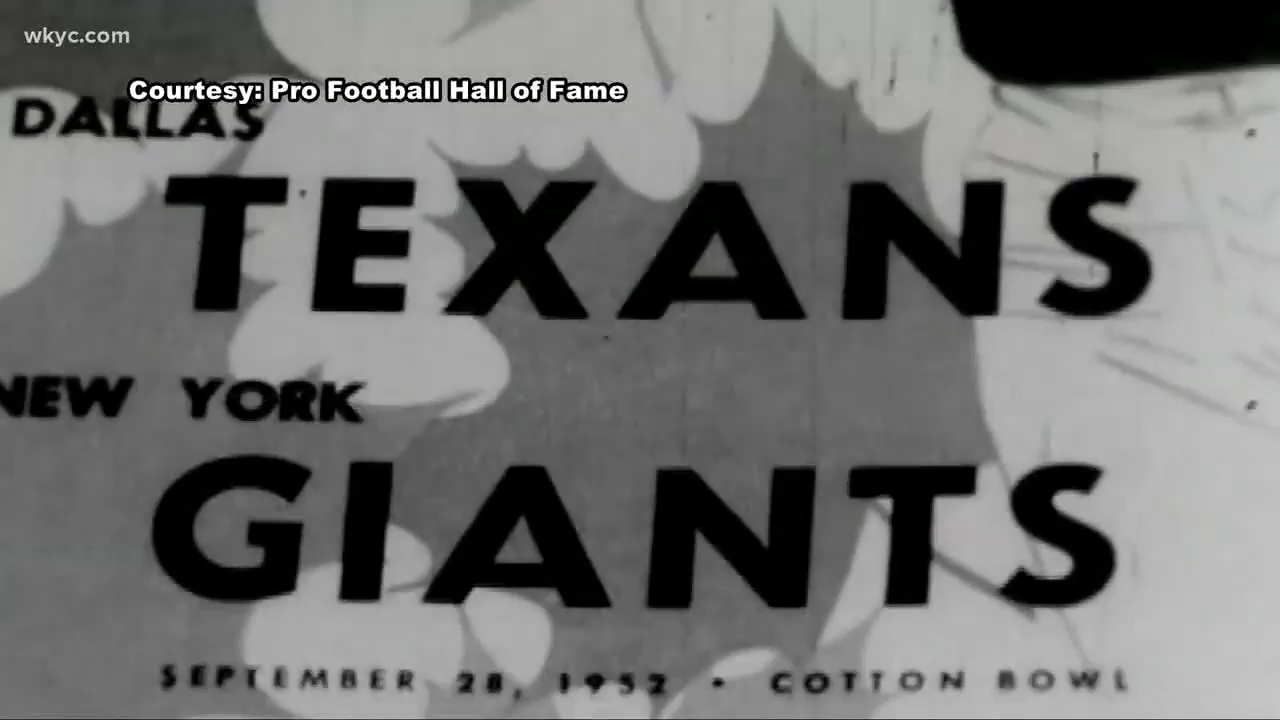 wkyc.com
Courtesy: Pro Football Hall of Fame
DALLAS
TEXANS
NEW YORK
GIANTS
SEPTEMBER 28, 1952 • COTTON BOWL